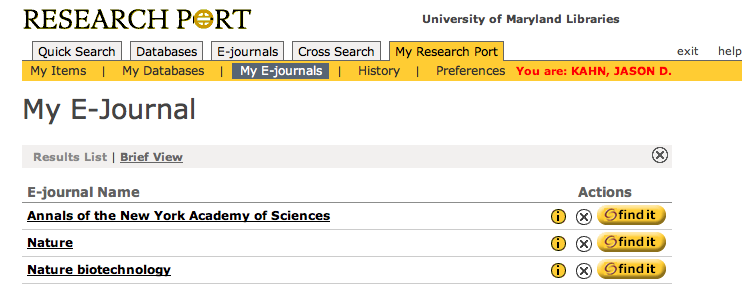 RESEARCH PORT
University of Maryland Libraries
Quick Search Databases E-journals Cross Search My Research Port exit help
My Items | My Databases | My E-journals | History | Preferences You are: KAHN, JASON D.
My E-Journal
Results List | Brief View
E-journal Name Actions
Annals of the New York Academy of Sciences i find it
Nature i find it
Nature biotechnology i find it